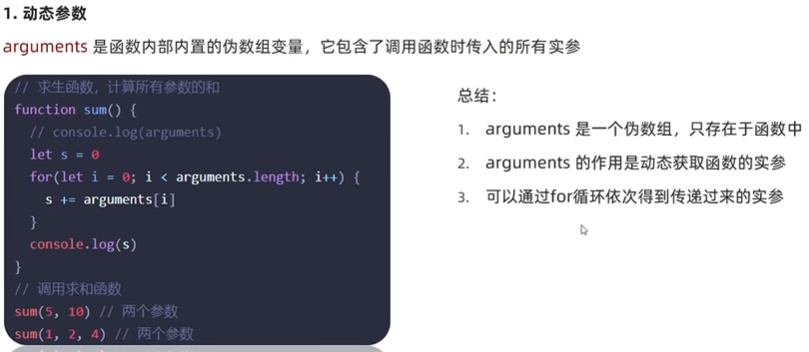 1. 动态参数
arguments 是函数内部内置的伪数组变量，它包含了调用函数时传入的所有实参
// 求生函数，计算所有参数的和
function sum() {
// console.log(arguments)
let s = 0
for(let i = 0; i < arguments.length; i++) {
s += arguments[i]
}
console.log(s)
}
// 调用求和函数
sum(5, 10) // 两个参数
sum(1, 2, 4) // 两个参数
总结：
1. arguments 是一个伪数组，只存在于函数中
2. arguments 的作用是动态获取函数的实参
3. 可以通过for循环依次得到传递过来的实参